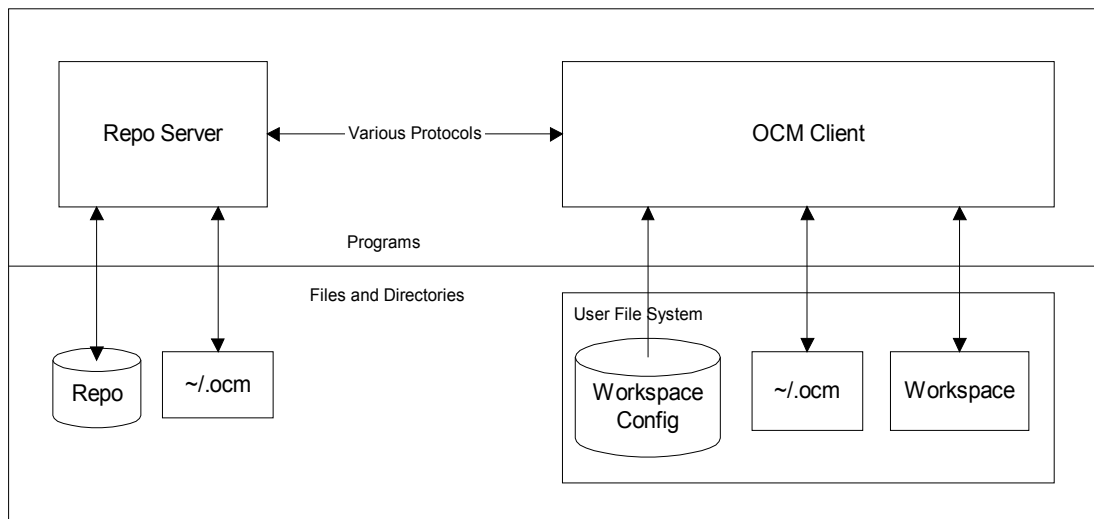 Repo Server
Various Protocols
OCM Client
Programs
Files and Directories
User File System
Repo
~/.ocm
Workspace
Config
~/.ocm
Workspace